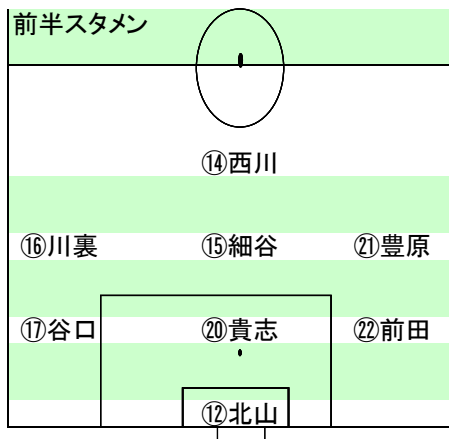 前半スタメン
⑭西川
⑯川裏 ⑮細谷 ㉑豊原
⑰谷口 ⑳貴志 ㉒前田
⑫北山